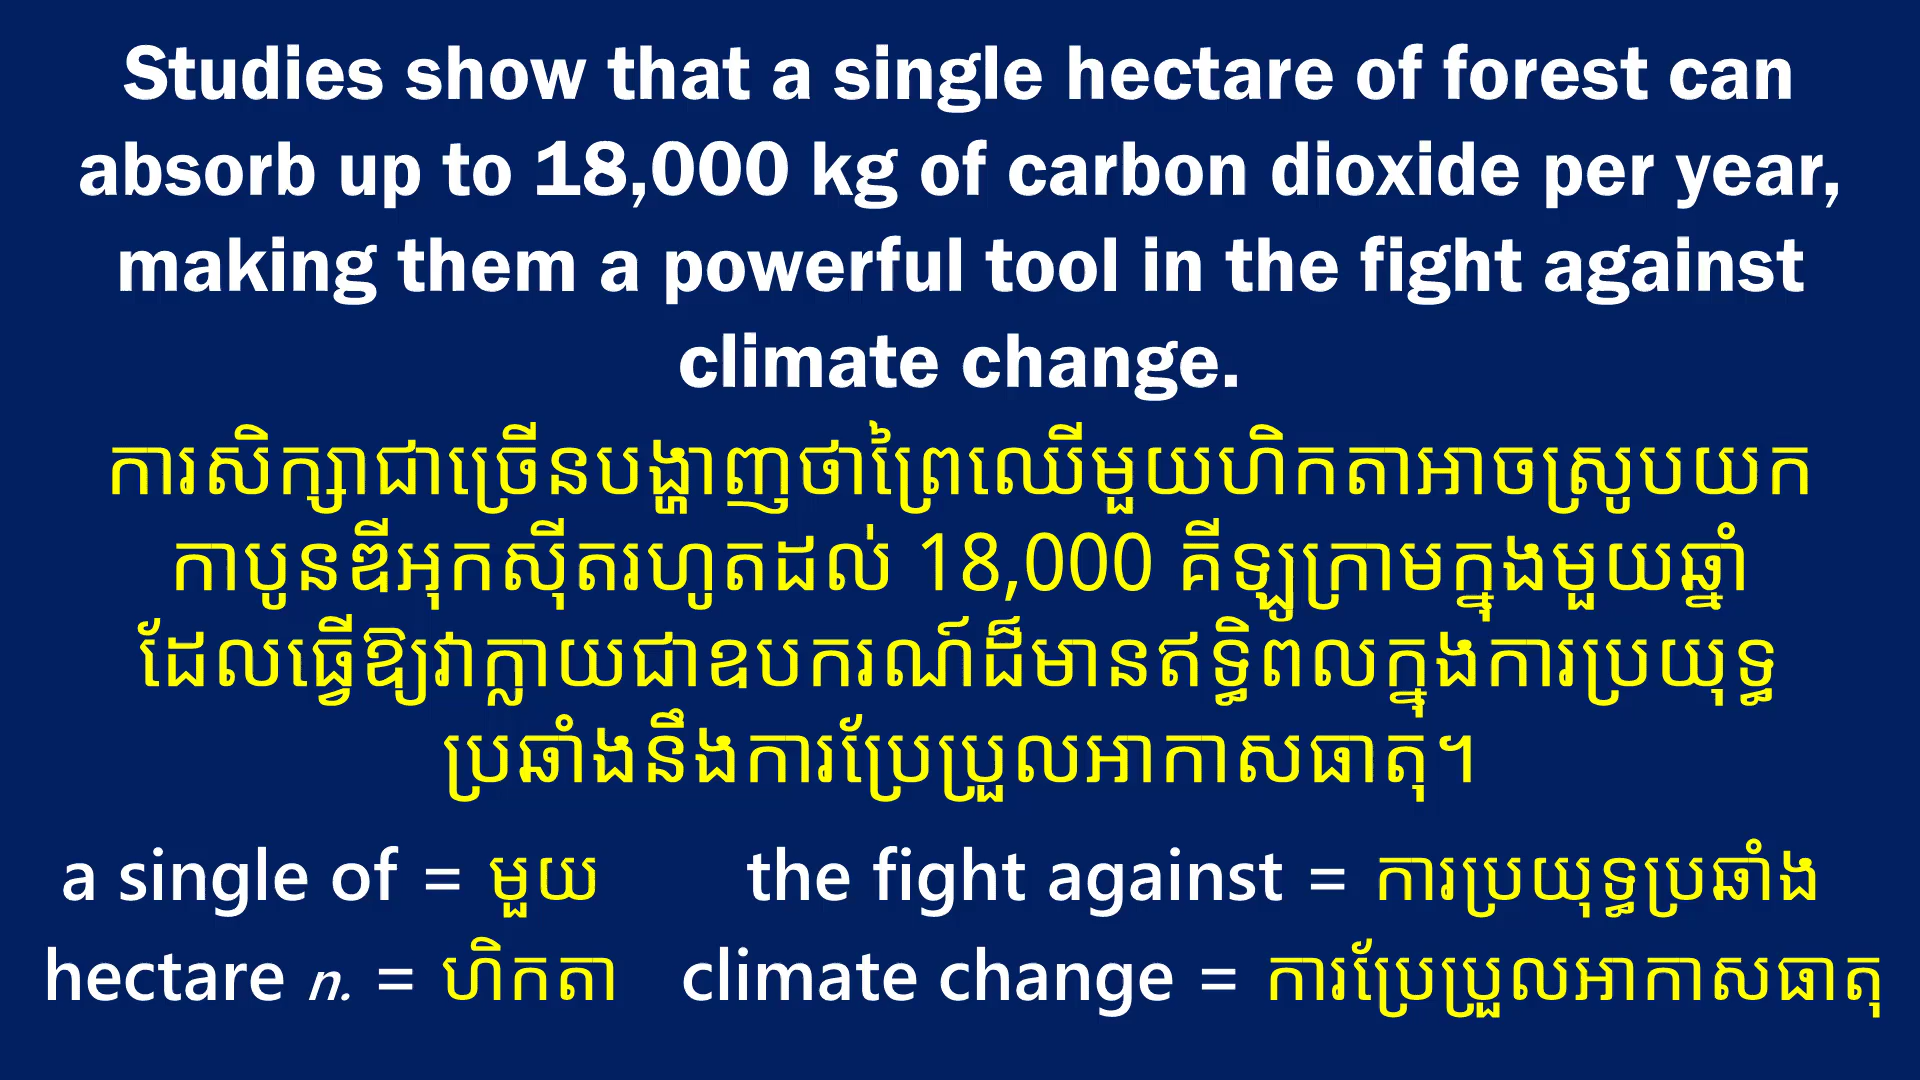 Studies show that a single hectare of forest can
absorb up to 18,000 kg of carbon dioxide per year,
making them a powerful tool in the fight against
climate change.
ការសិក្សាជាច្រើនបង្ហាញថាព្រៃឈើមួយហិកតាអាចស្រូបយក
កាបូនឌីអុកស៊ីតរហូតដល់ 18,000 គីឡូក្រាមក្នុងមួយឆ្នាំ
ដែលធ្វើឱ្យវាក្លាយជាឧបករណ៍ដ៏មានឥទ្ធិពលក្នុងការប្រយុទ្ធ
ប្រឆាំងនឹងការប្រែប្រួលអាកាសធាតុ។
a single of = មួយ the fight against = ការប្រយុទ្ធប្រឆាំង
hectare n. = ហិកតា climate change = ការប្រែប្រួលអាកាសធាតុ